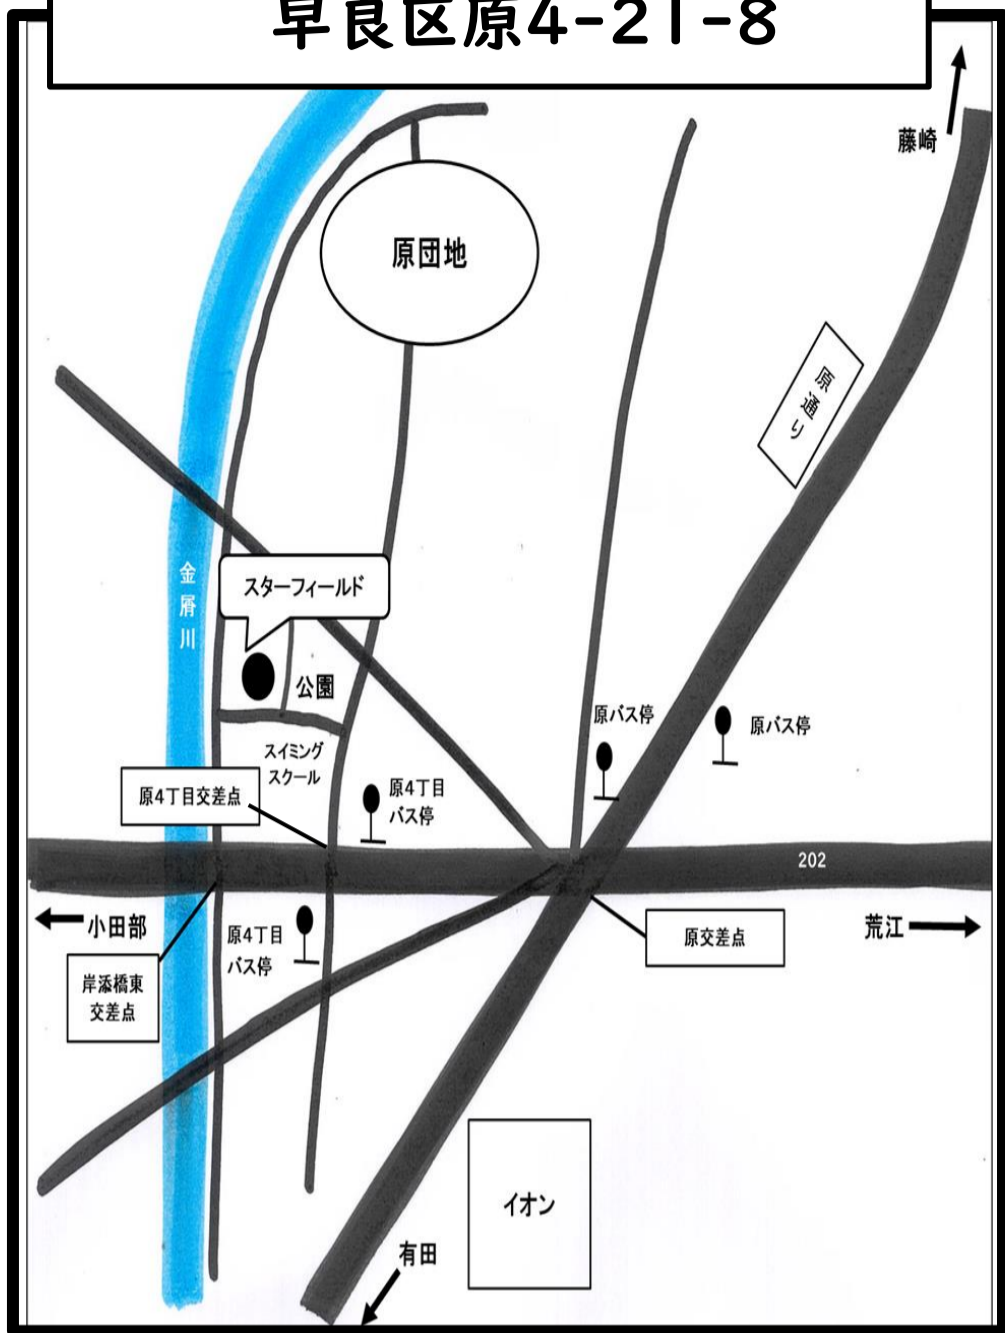 早良区原4-21-8
藤崎
原団地
原通り
金屑川
スターフィールド
公園
スイミング
スクール
原バス停
原バス停
原4丁目交差点
原4丁目
バス停
202
小田部
原4丁目
バス停
原交差点
荒江
岸添橋東
交差点
イオン
有田